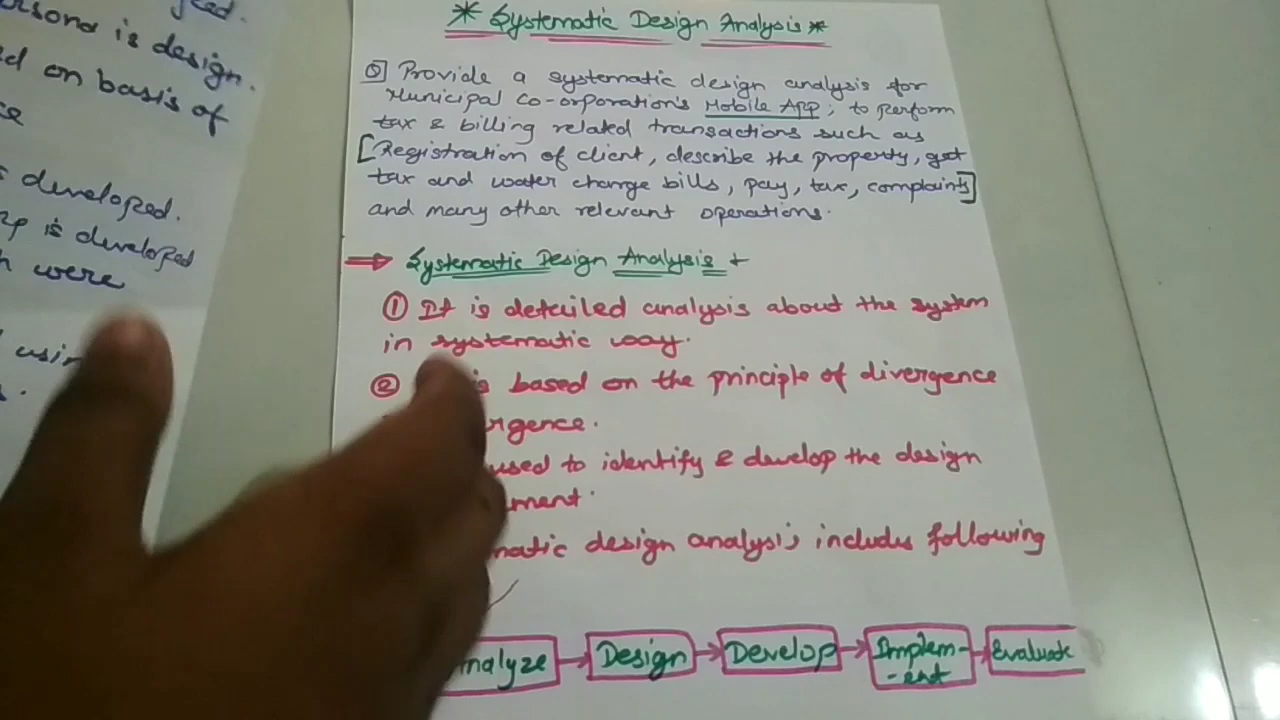 is design.
ed on basis of
developed.
is developed
were
* Systematic Design Analysis *
Q] Provide a systematic design analysis for
Municipal Co-orporation's Mobile App; to perform
tax & billing related transactions such as
[Registration of client, describe the property, get
tax and water charge bills, pay, tax, complaints]
and many other relevant operations.
⇒ Systematic Design Analysis
① It is detailed analysis about the system
in systematic way.
② is based on the principle of divergence
used to identify & develop the design
design analysis includes following
Design → Develop → Implem- → Evaluate
-ent